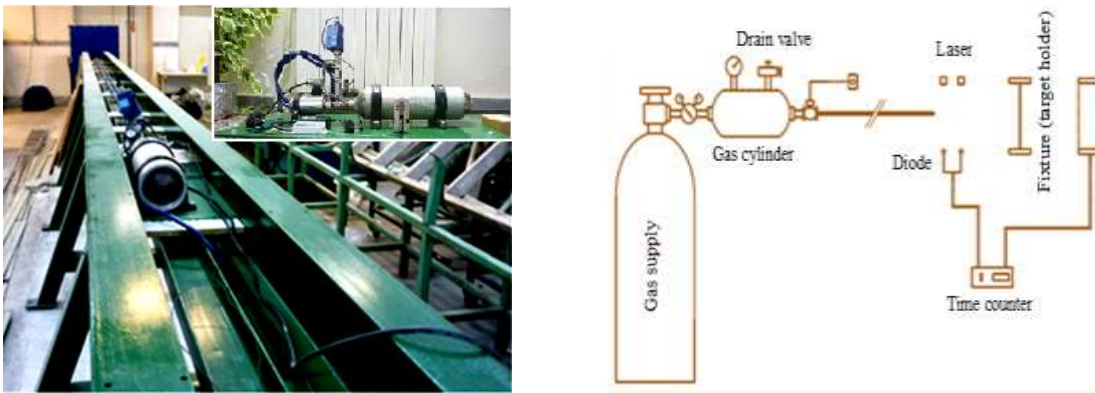 Drain valve
Laser
Gas cylinder
Diode
Fixture (target holder)
Gas supply
Time counter